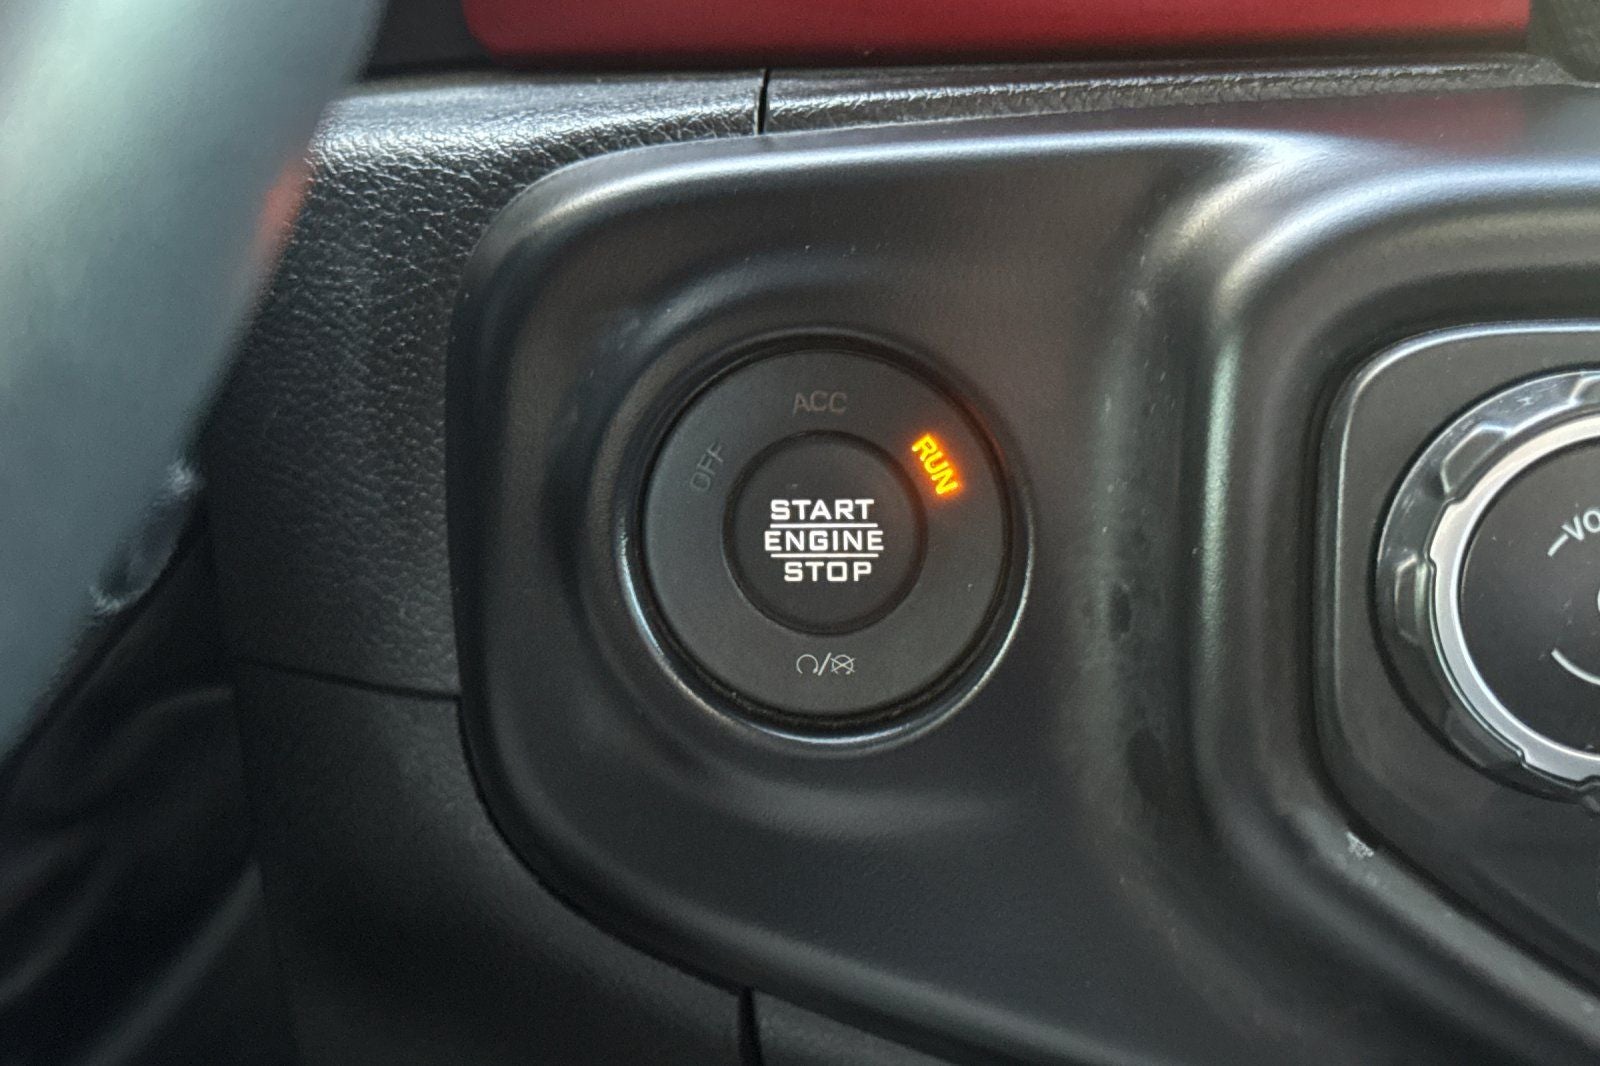 ACC
OFF
RUN
START
ENGINE
STOP